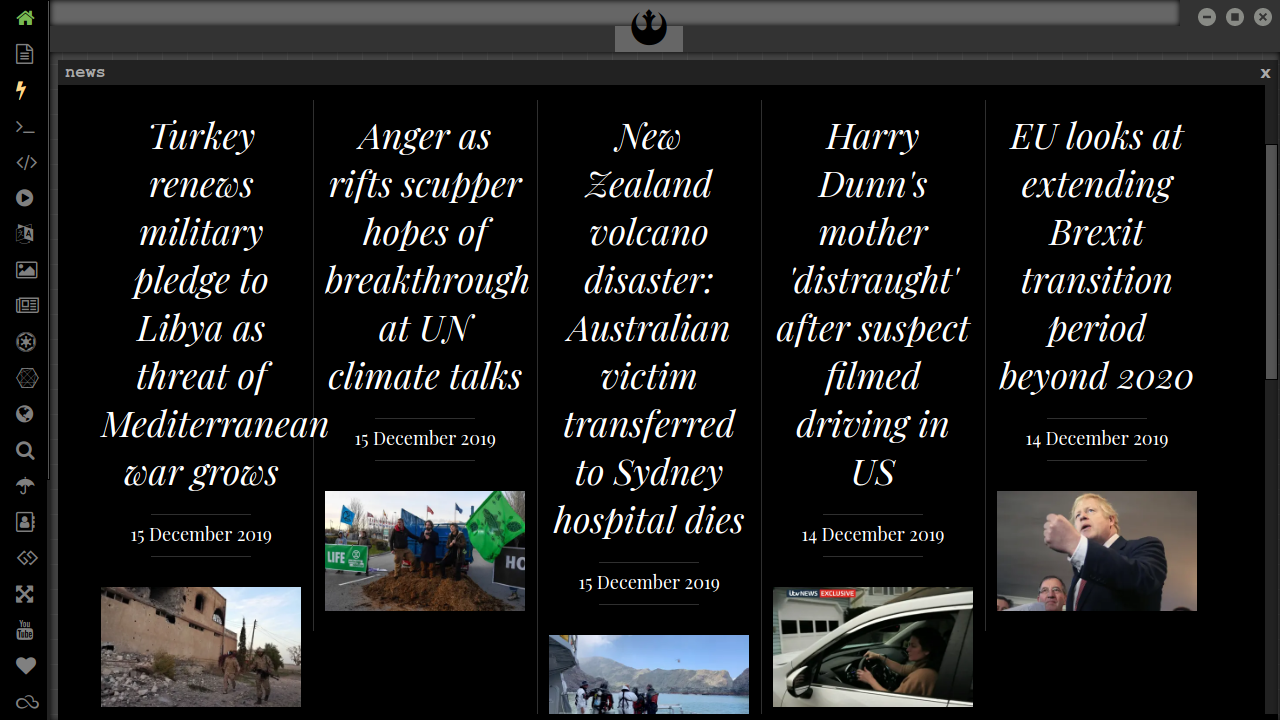 news
x
Turkey
renews
military
pledge to
Libya as
threat of
Mediterranean
war grows
15 December 2019
Anger as
rifts scupper
hopes of
breakthrough
at UN
climate talks
15 December 2019
LIFE
HO
New
Zealand
volcano
disaster:
Australian
victim
transferred
to Sydney
hospital dies
15 December 2019
Harry
Dunn's
mother
'distraught'
after suspect
filmed
driving in
US
14 December 2019
itv NEWS EXCLUSIVE
EU looks at
extending
Brexit
transition
period
beyond 2020
14 December 2019
You
Tube